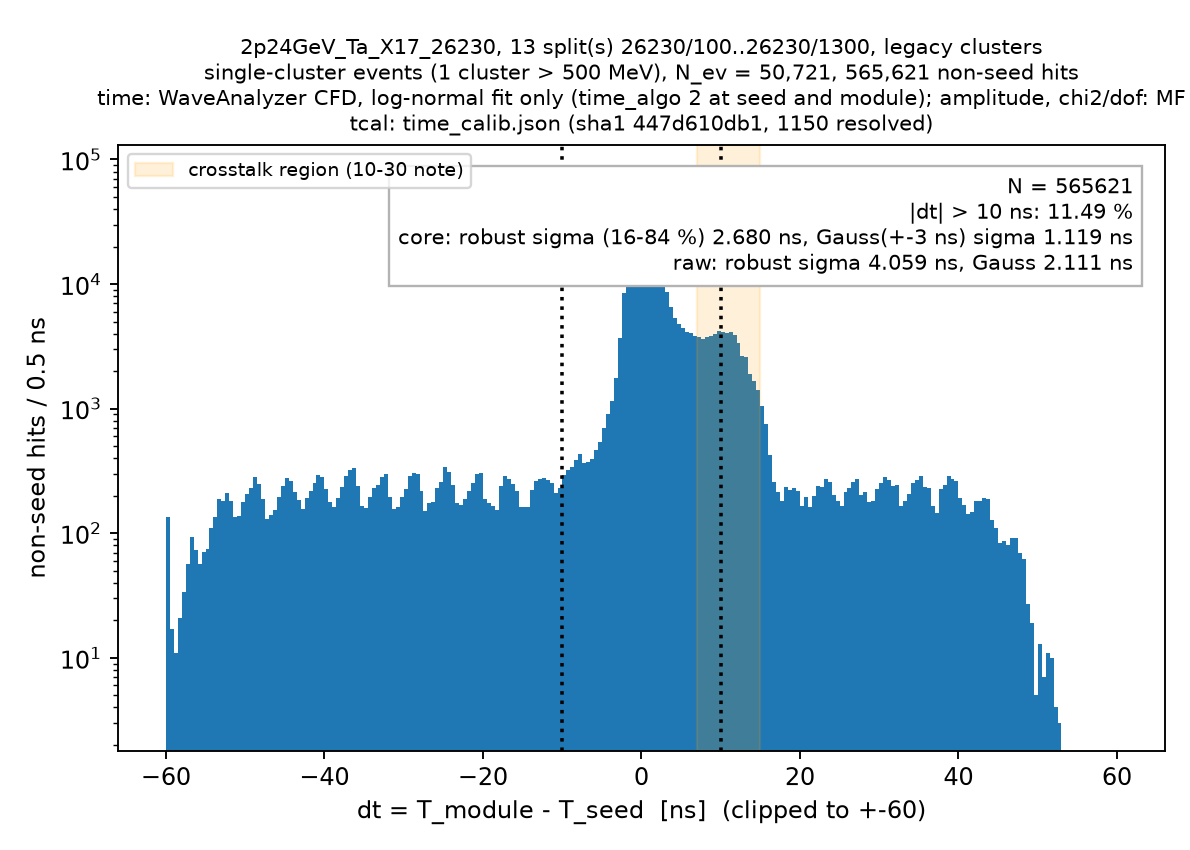 2p24GeV_Ta_X17_26230, 13 split(s) 26230/100..26230/1300, legacy clusters
single-cluster events (1 cluster > 500 MeV), N_ev = 50,721, 565,621 non-seed hits
time: WaveAnalyzer CFD, log-normal fit only (time_algo 2 at seed and module); amplitude, chi2/dof: MF
tcal: time_calib.json (sha1 447d610db1, 1150 resolved)
crosstalk region (10-30 note)
N = 565621
|dt| > 10 ns: 11.49 %
core: robust sigma (16-84 %) 2.680 ns, Gauss(+-3 ns) sigma 1.119 ns
raw: robust sigma 4.059 ns, Gauss 2.111 ns
non-seed hits / 0.5 ns
10⁵
10⁴
10³
10²
10¹
−60 −40 −20 0 20 40 60
dt = T_module - T_seed [ns] (clipped to +-60)